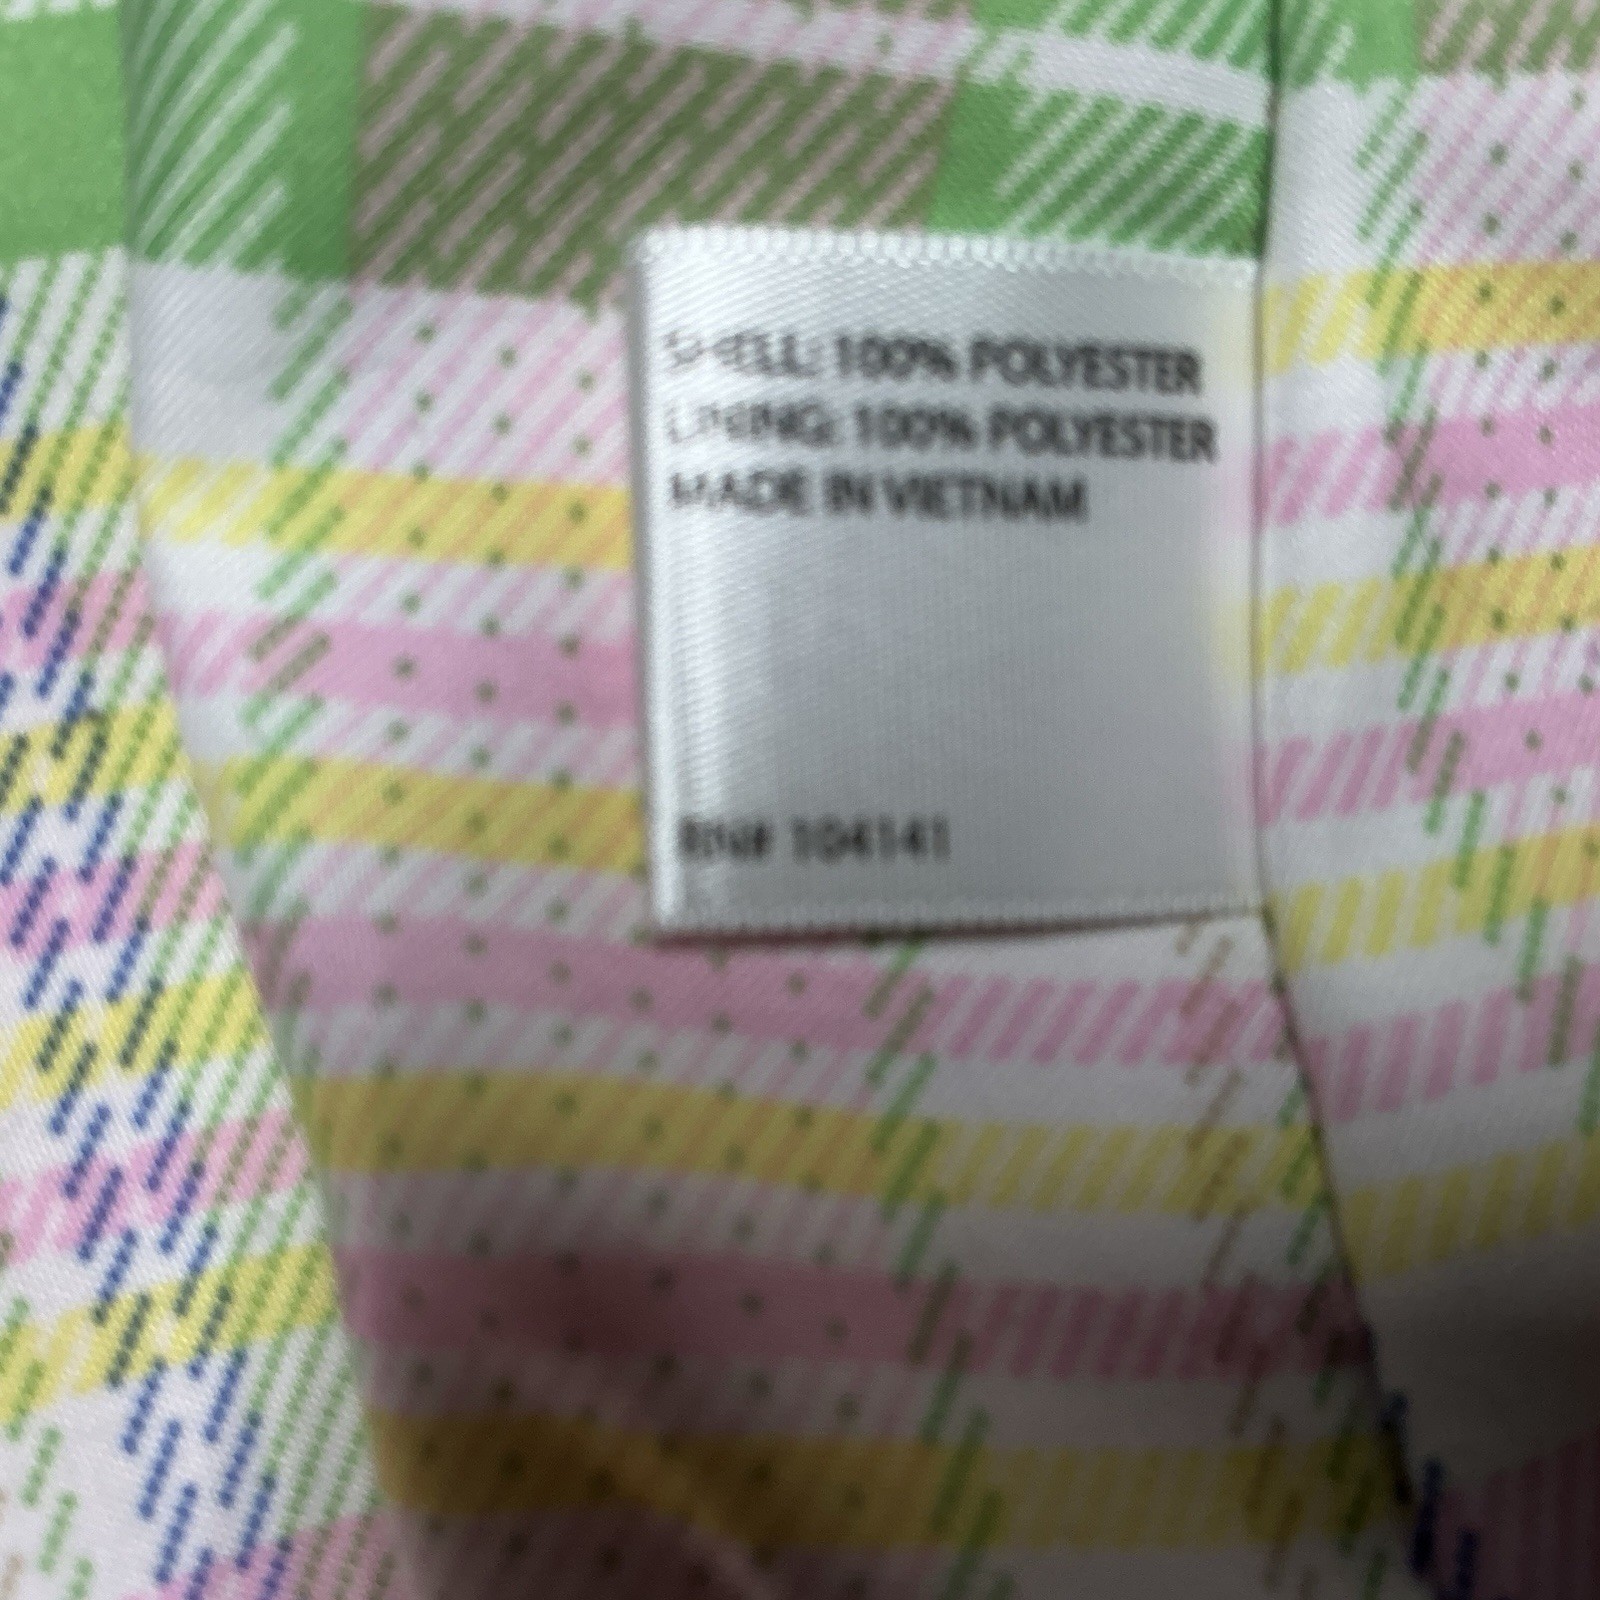 SHELL: 100% POLYESTER
LINING: 100% POLYESTER
MADE IN VIETNAM
RN# 104141